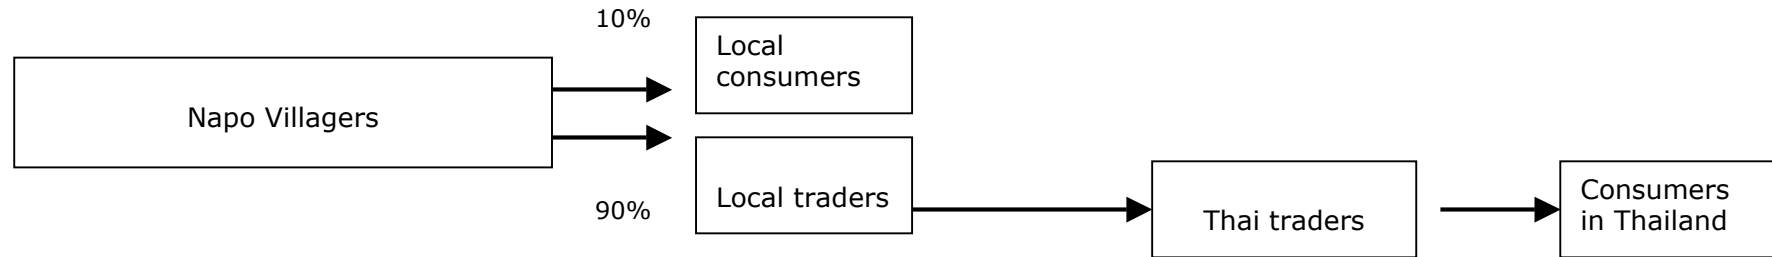 10%
Local
consumers
Napo Villagers
90%
Local traders
Thai traders
Consumers
in Thailand